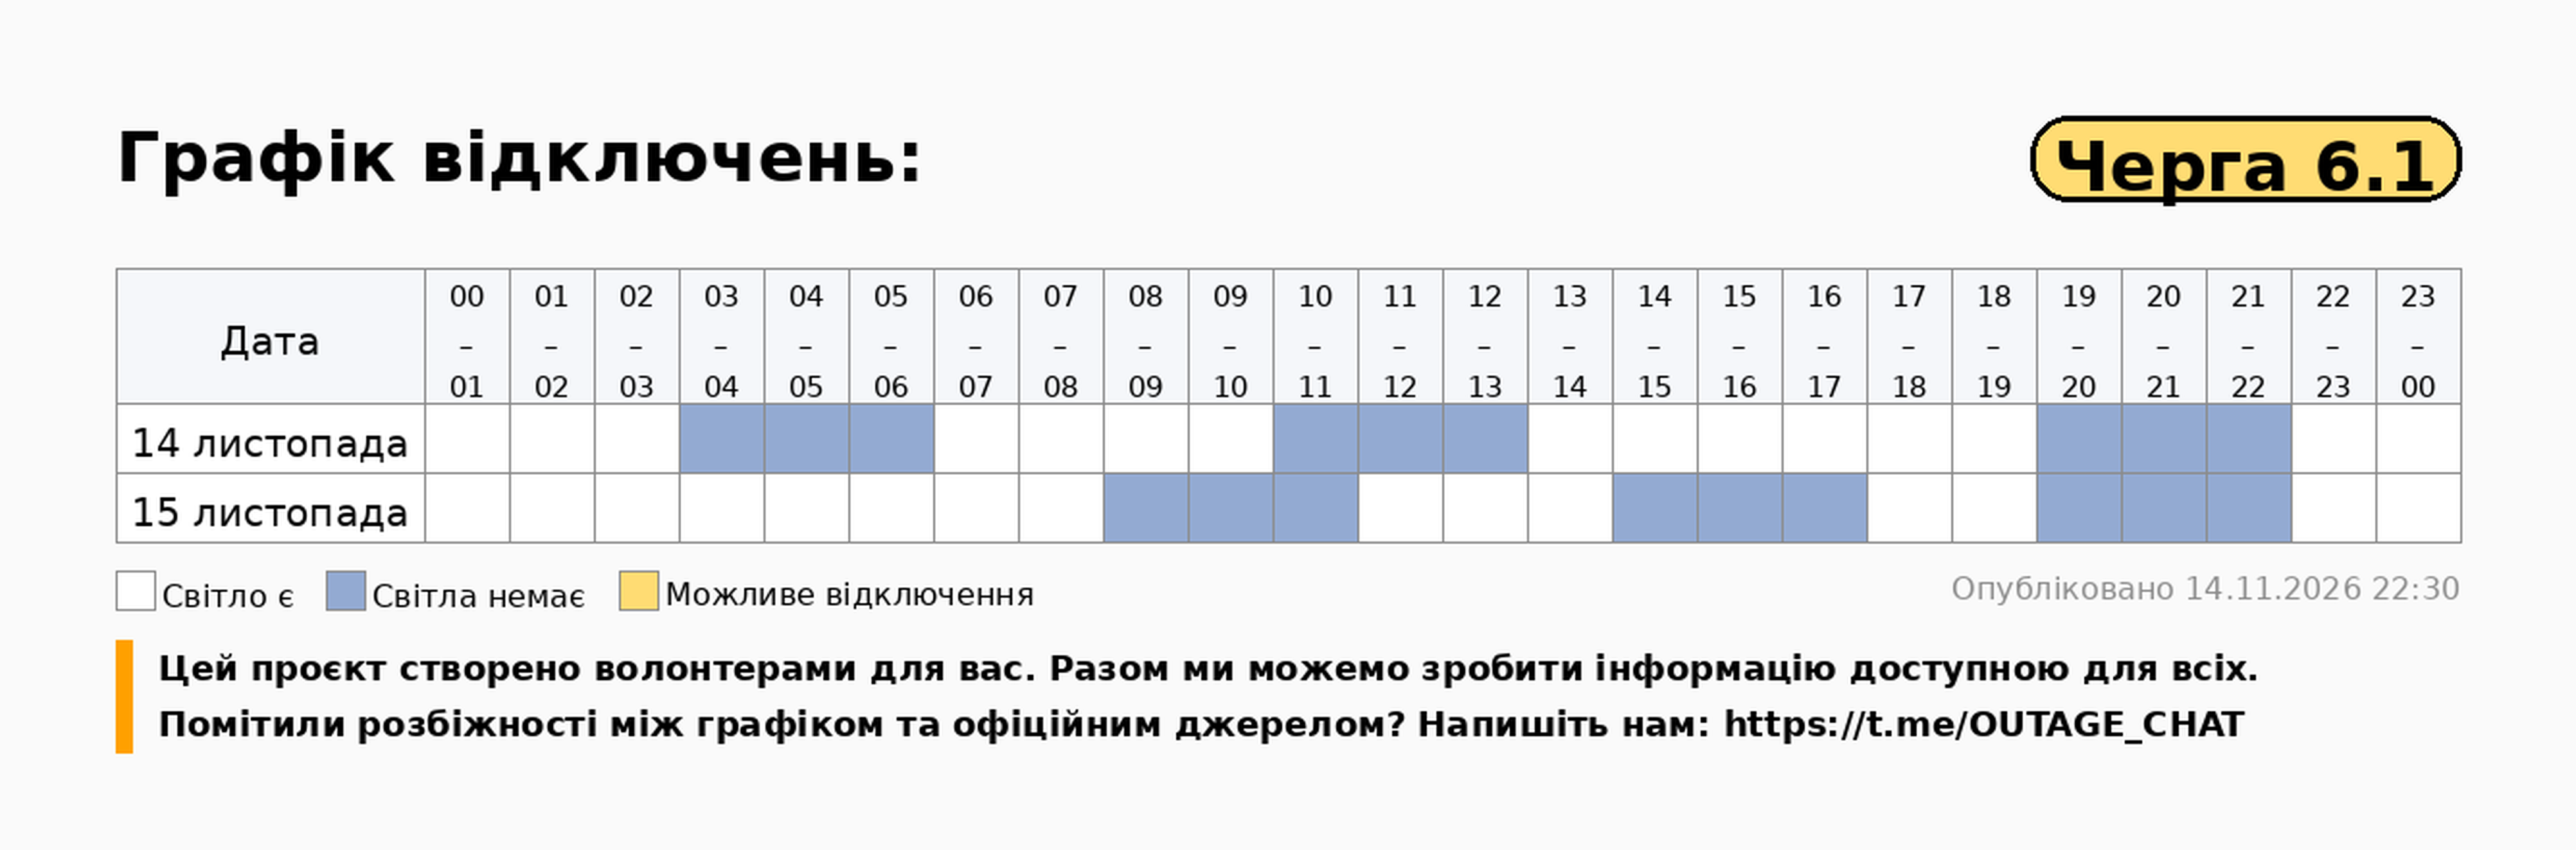 Графік відключень:
Черга 6.1
Дата 00 – 01 01 – 02 02 – 03 03 – 04 04 – 05 05 – 06 06 – 07 07 – 08 08 – 09 09 – 10 10 – 11 11 – 12 12 – 13 13 – 14 14 – 15 15 – 16 16 – 17 17 – 18 18 – 19 19 – 20 20 – 21 21 – 22 22 – 23 23 – 00
14 листопада
15 листопада
Світло є Світла немає Можливе відключення
Опубліковано 14.11.2026 22:30
Цей проєкт створено волонтерами для вас. Разом ми можемо зробити інформацію доступною для всіх.
Помітили розбіжності між графіком та офіційним джерелом? Напишіть нам: https://t.me/OUTAGE_CHAT